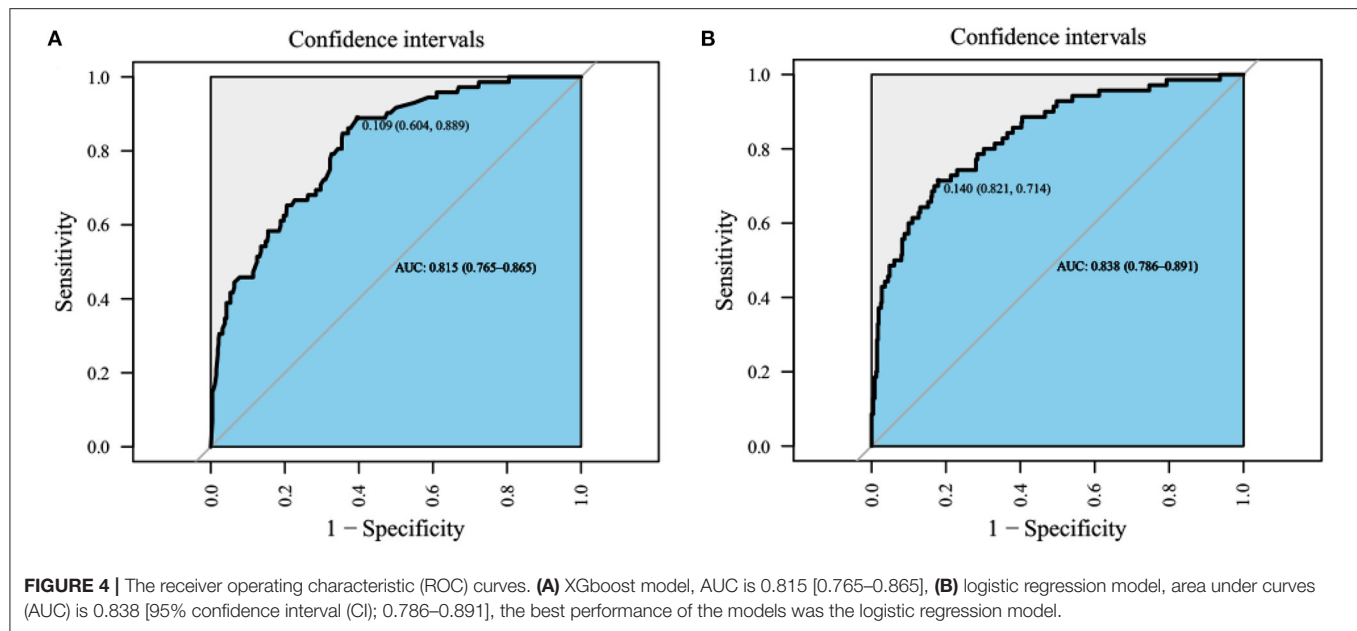 A
Confidence intervals
1.0
0.8
0.6
0.4
0.2
0.0
Sensitivity
0.109 (0.604, 0.889)
AUC: 0.815 (0.765–0.865)
0.0
0.2
0.4
0.6
0.8
1.0
1 − Specificity
B
Confidence intervals
1.0
0.8
0.6
0.4
0.2
0.0
Sensitivity
0.140 (0.821, 0.714)
AUC: 0.838 (0.786–0.891)
0.0
0.2
0.4
0.6
0.8
1.0
1 − Specificity
FIGURE 4 | The receiver operating characteristic (ROC) curves. (A) XGboost model, AUC is 0.815 [0.765–0.865], (B) logistic regression model, area under curves
(AUC) is 0.838 [95% confidence interval (CI); 0.786–0.891], the best performance of the models was the logistic regression model.